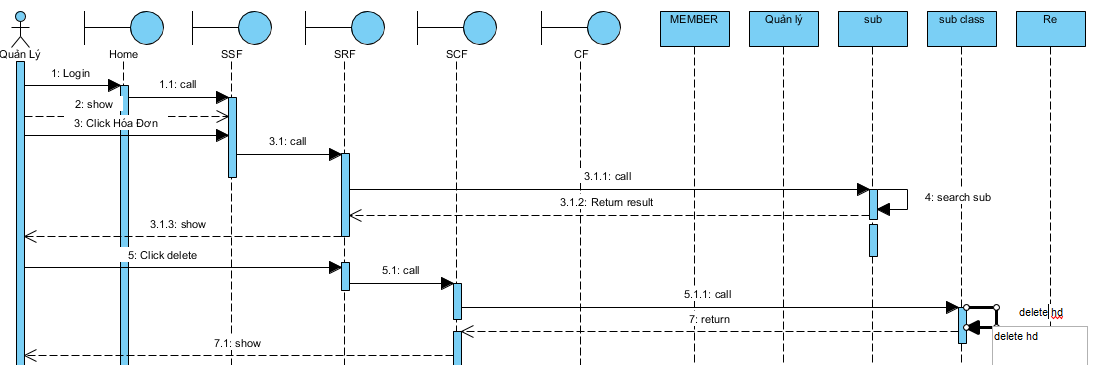 MEMBER
Quản lý
sub
sub class
Re
Quản Lý
Home
SSF
SRF
SCF
CF
1: Login
1.1: call
2: show
3: Click Hóa Đơn
3.1: call
3.1.1: call
4: search sub
3.1.2: Return result
3.1.3: show
5: Click delete
5.1: call
5.1.1: call
delete hd
7: return
delete hd
7.1: show